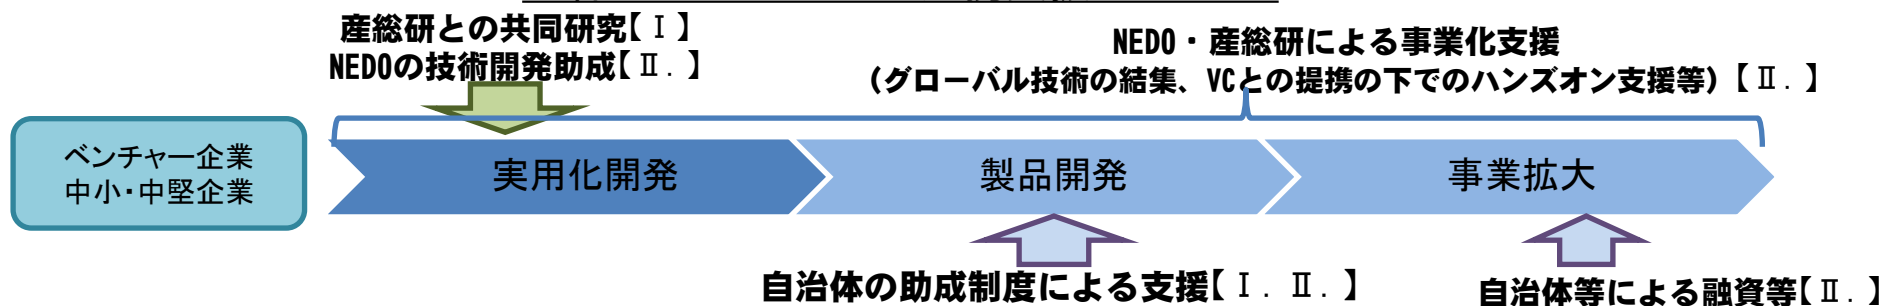 産総研との共同研究【Ⅰ】
NEDOの技術開発助成【Ⅱ.】
NEDO・産総研による事業化支援
(グローバル技術の結集、VCとの提携の下でのハンズオン支援等)【Ⅱ.】
ベンチャー企業
中小・中堅企業
実用化開発
製品開発
事業拡大
自治体の助成制度による支援【Ⅰ.Ⅱ.】
自治体等による融資等【Ⅱ.】